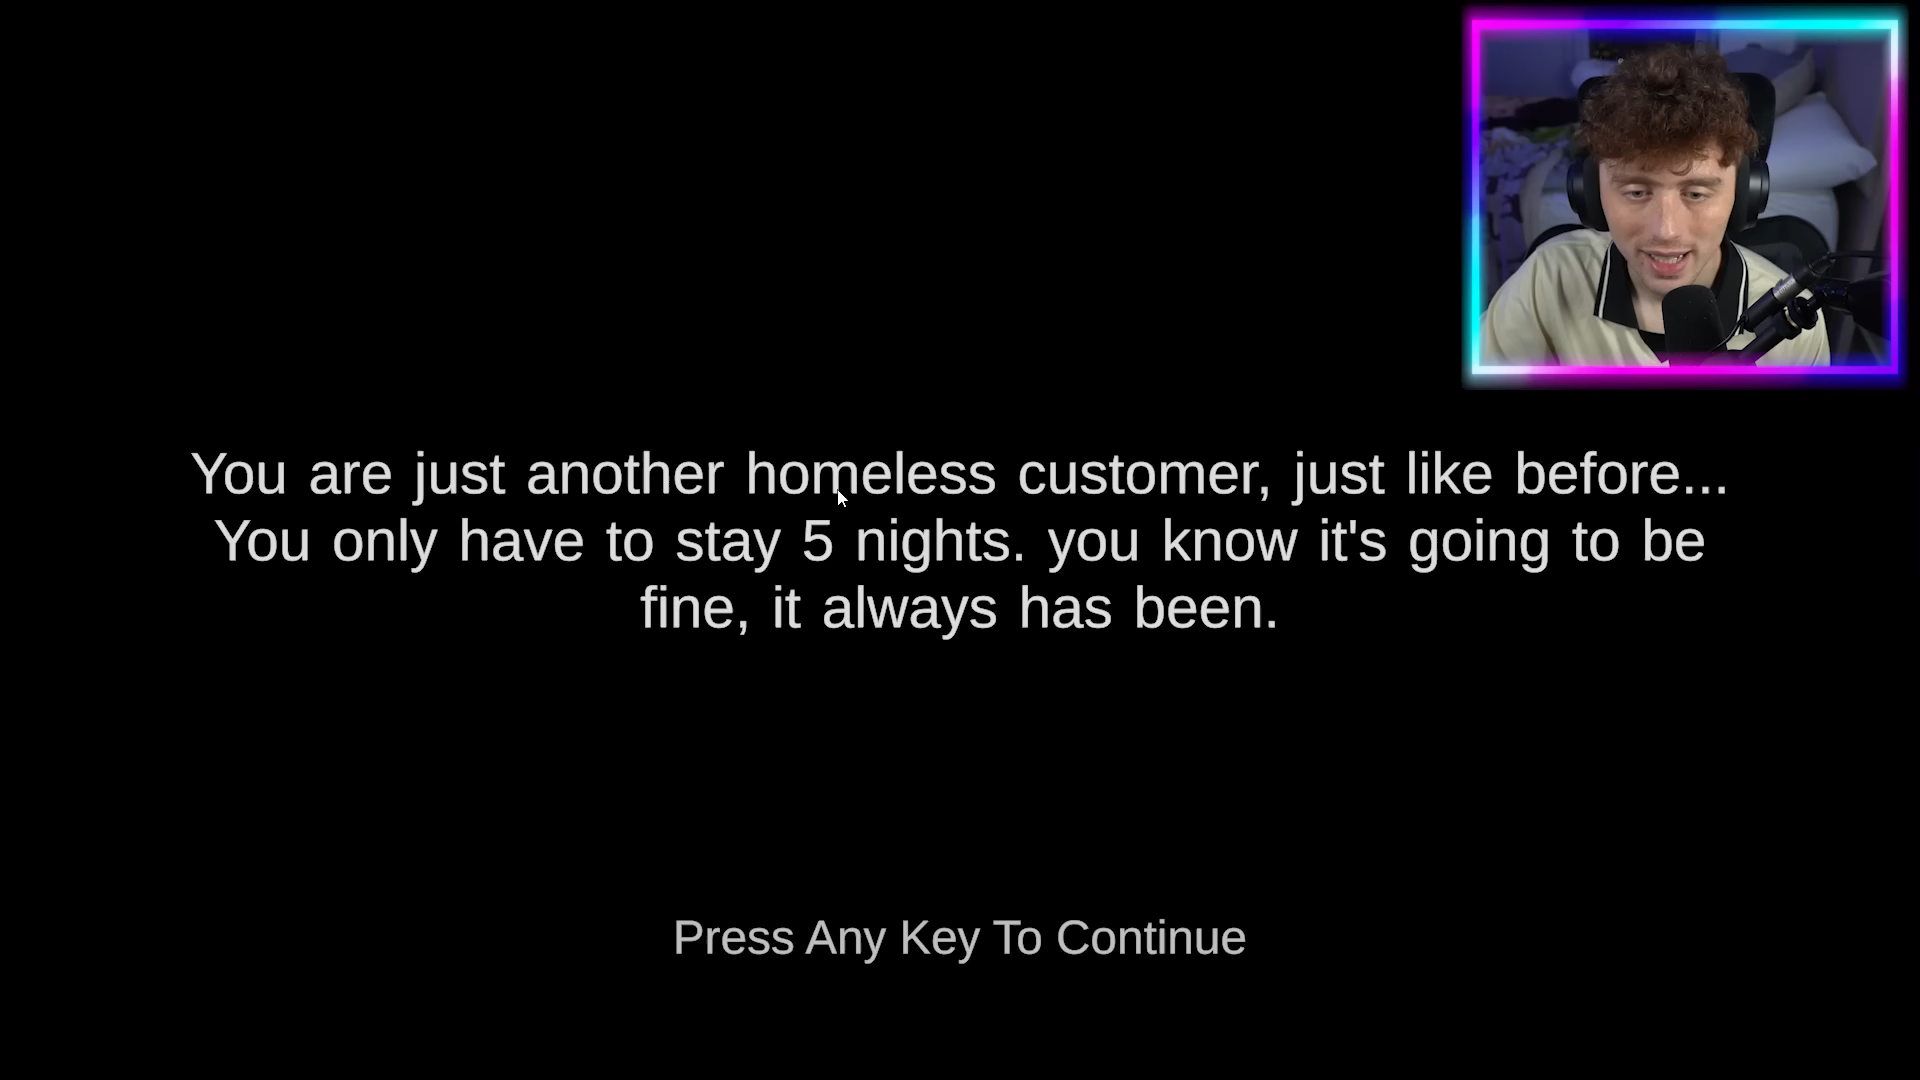 You are just another homeless customer, just like before...
You only have to stay 5 nights. you know it's going to be
fine, it always has been.
Press Any Key To Continue